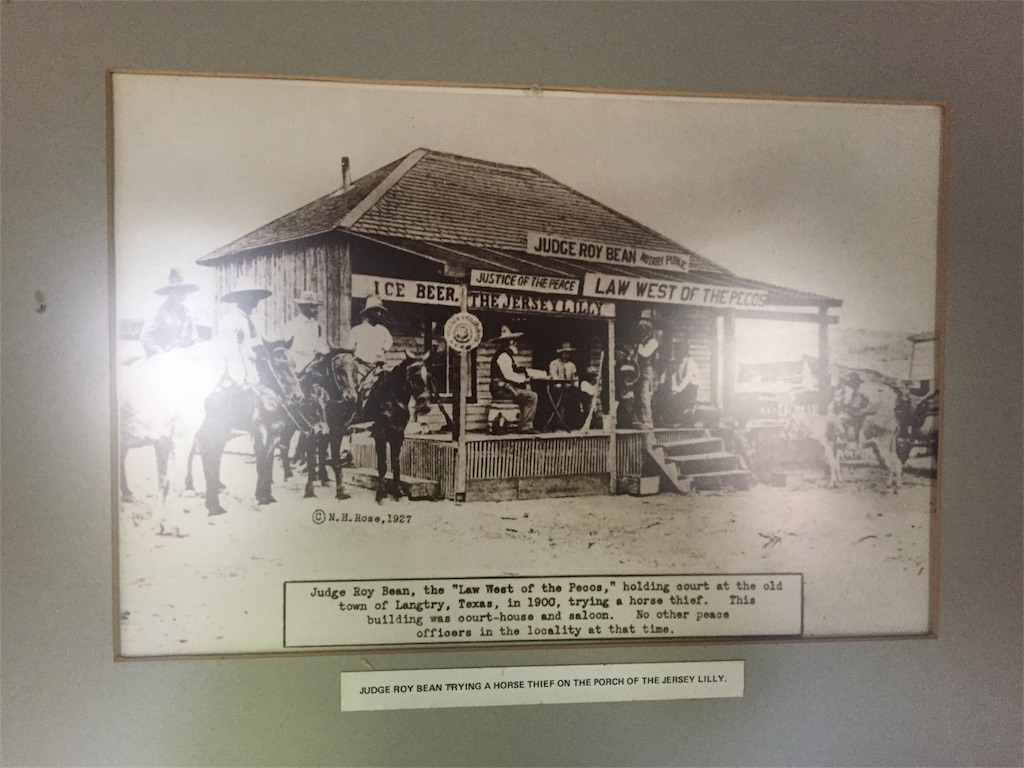 JUDGE ROY BEAN NOTARY PUBLIC
JUSTICE OF THE PEACE
LAW WEST OF THE PECOS
ICE BEER.
THE JERSEY LILLY
© N.H. Rose, 1927
Judge Roy Bean, the "Law West of the Pecos," holding court at the old
town of Langtry, Texas, in 1900, trying a horse thief. This
building was court-house and saloon. No other peace
officers in the locality at that time.
JUDGE ROY BEAN TRYING A HORSE THIEF ON THE PORCH OF THE JERSEY LILLY.